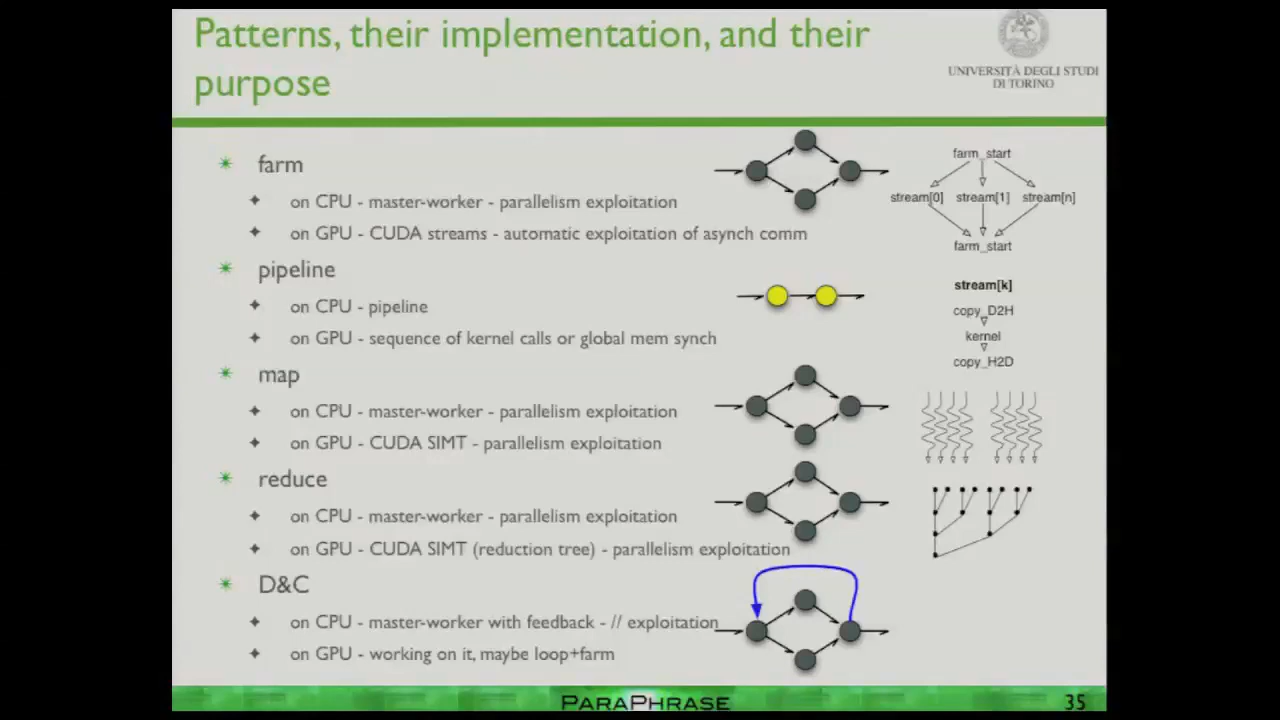 Patterns, their implementation, and their
purpose
UNIVERSITÀ DEGLI STUDI
DI TORINO
farm
on CPU - master-worker - parallelism exploitation
on GPU - CUDA streams - automatic exploitation of asynch comm
pipeline
on CPU - pipeline
on GPU - sequence of kernel calls or global mem synch
map
on CPU - master-worker - parallelism exploitation
on GPU - CUDA SIMT - parallelism exploitation
reduce
on CPU - master-worker - parallelism exploitation
on GPU - CUDA SIMT (reduction tree) - parallelism exploitation
D&C
on CPU - master-worker with feedback - // exploitation
on GPU - working on it, maybe loop+farm
farm_start
stream[0] stream[1] stream[n]
farm_start
stream[k]
copy_D2H
kernel
copy_H2D
PARAPHRASE
35